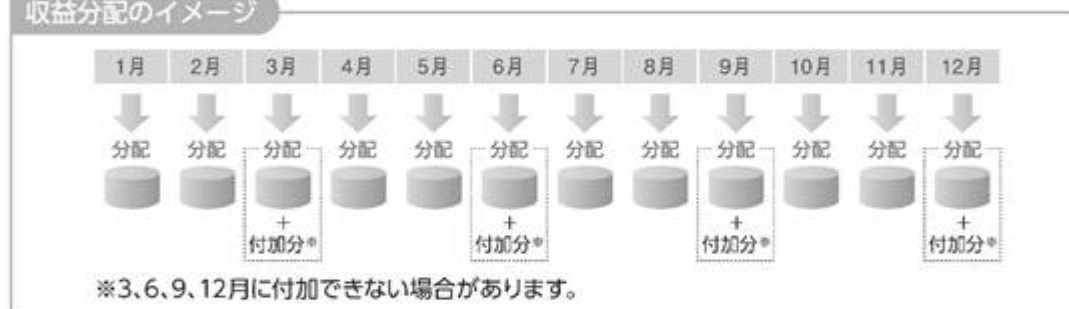 収益分配のイメージ
1月 2月 3月 4月 5月 6月 7月 8月 9月 10月 11月 12月
分配 分配 分配 分配 分配 分配 分配 分配 分配 分配 分配 分配
+ + + +
付加分※ 付加分※ 付加分※ 付加分※
※3、6、9、12月に付加できない場合があります。